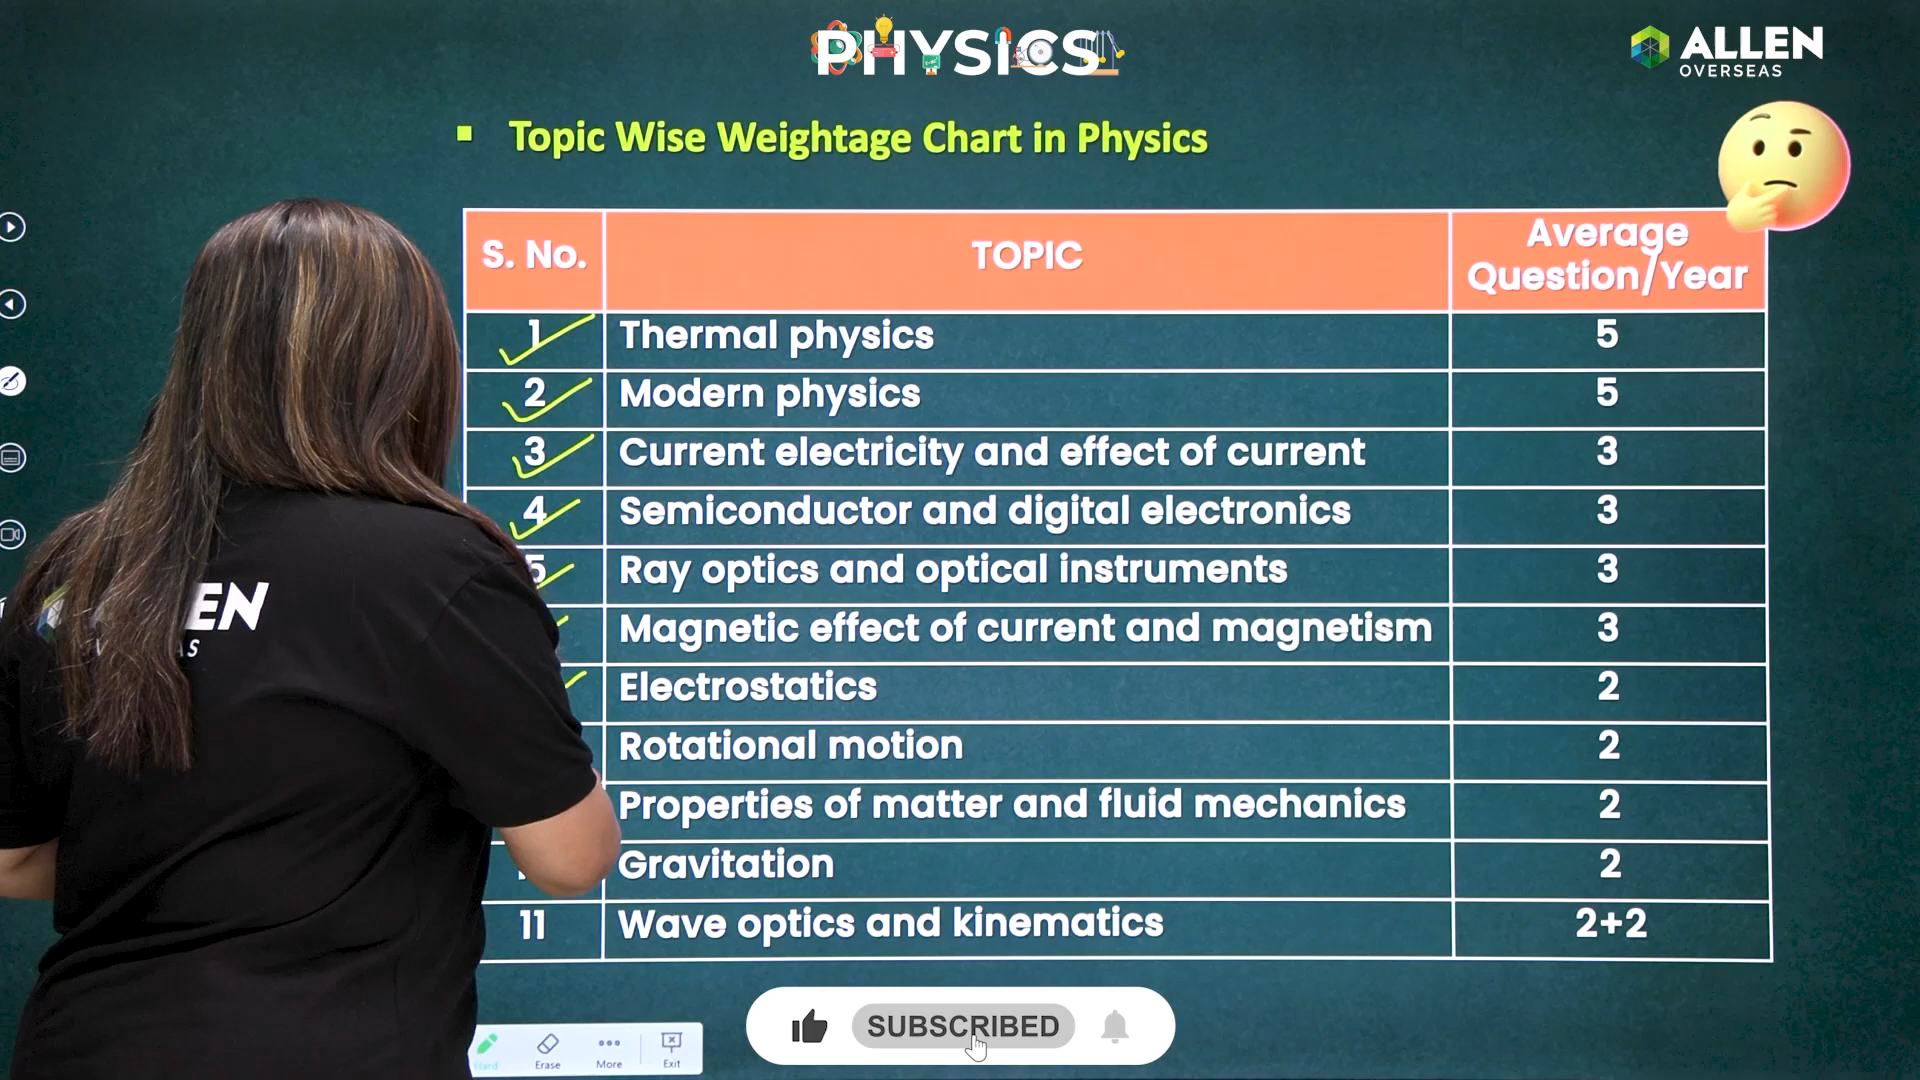 PHYSICS
ALLEN
OVERSEAS
Topic Wise Weightage Chart in Physics
S. No. TOPIC Average Question/Year
1 Thermal physics 5
2 Modern physics 5
3 Current electricity and effect of current 3
4 Semiconductor and digital electronics 3
5 Ray optics and optical instruments 3
Magnetic effect of current and magnetism 3
Electrostatics 2
Rotational motion 2
Properties of matter and fluid mechanics 2
Gravitation 2
11 Wave optics and kinematics 2+2
EN
AS
SUBSCRIBED
Erase More Exit